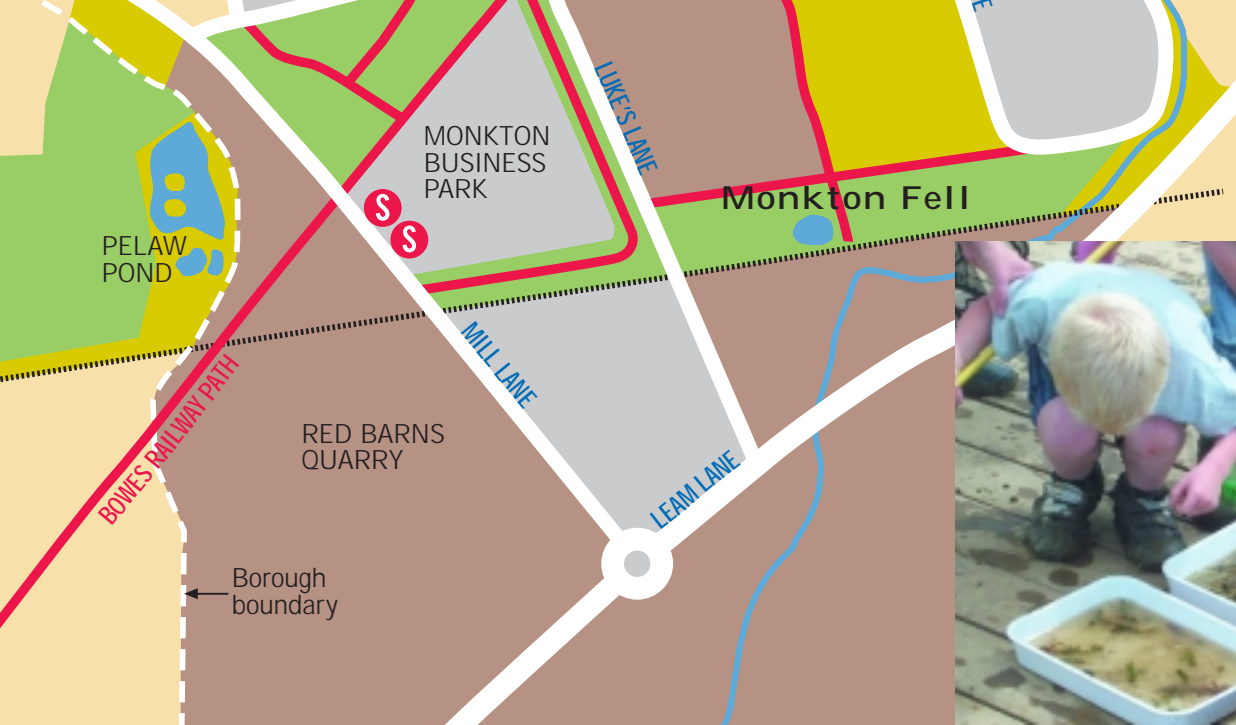 E
LUKE'S LANE
MONKTON
BUSINESS
PARK
S
S
Monkton Fell
PELAW
POND
MILL LANE
BOWES RAILWAY PATH
RED BARNS
QUARRY
LEAM LANE
Borough
boundary